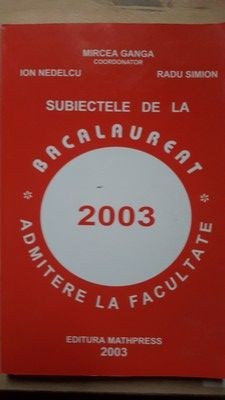 MIRCEA GANGA
COORDONATOR
ION NEDELCU RADU SIMION
SUBIECTELE DE LA
BACALAUREAT
2003
* ADMITERE LA FACULTATE *
EDITURA MATHPRESS
2003